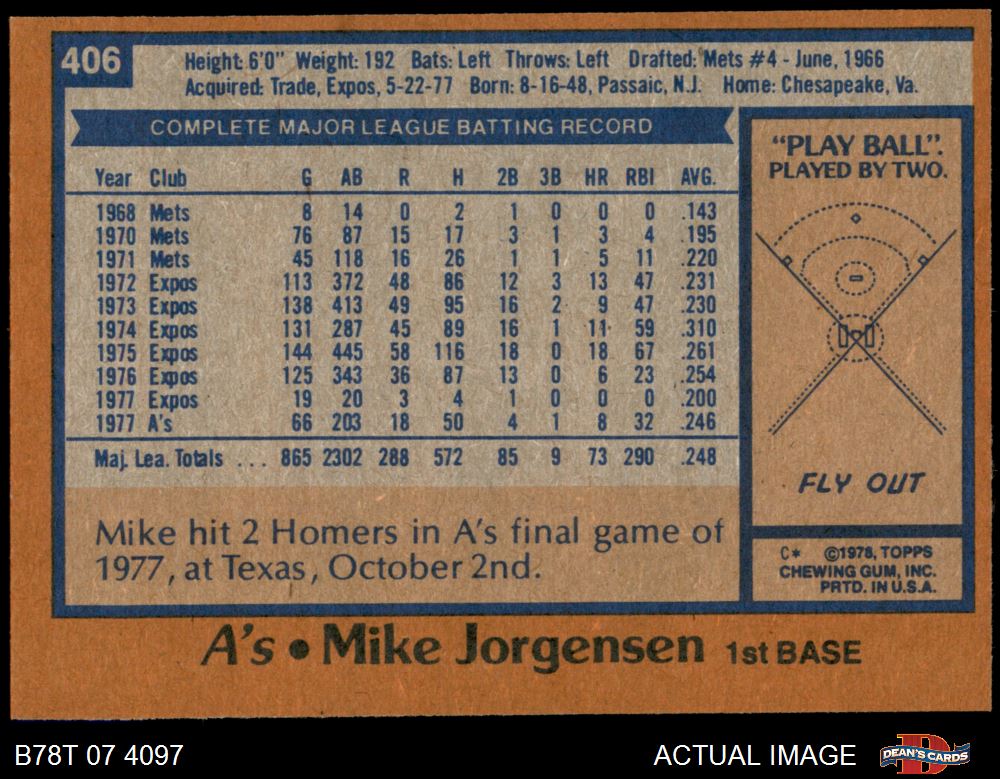 406
Height: 6'0" Weight: 192 Bats: Left Throws: Left Drafted: Mets #4 - June, 1966
Acquired: Trade, Expos, 5-22-77 Born: 8-16-48, Passaic, N.J. Home: Chesapeake, Va.
COMPLETE MAJOR LEAGUE BATTING RECORD
Year Club G AB R H 2B 3B HR RBI AVG.
1968 Mets 8 14 0 2 1 0 0 0 .143
1970 Mets 76 87 15 17 3 1 3 4 .195
1971 Mets 45 118 16 26 1 1 5 11 .220
1972 Expos 113 372 48 86 12 3 13 47 .231
1973 Expos 138 413 49 95 16 2 9 47 .230
1974 Expos 131 287 45 89 16 1 11 59 .310
1975 Expos 144 445 58 116 18 0 18 67 .261
1976 Expos 125 343 36 87 13 0 6 23 .254
1977 Expos 19 20 3 4 1 0 0 0 .200
1977 A's 66 203 18 50 4 1 8 32 .246
Maj. Lea. Totals ... 865 2302 288 572 85 9 73 290 .248
Mike hit 2 Homers in A's final game of
1977, at Texas, October 2nd.
"PLAY BALL".
PLAYED BY TWO.
FLY OUT
C* ©1978, TOPPS
CHEWING GUM, INC.
PRTD. IN U.S.A.
A's • Mike Jorgensen 1st BASE
B78T 07 4097
ACTUAL IMAGE
DEAN'S CARDS